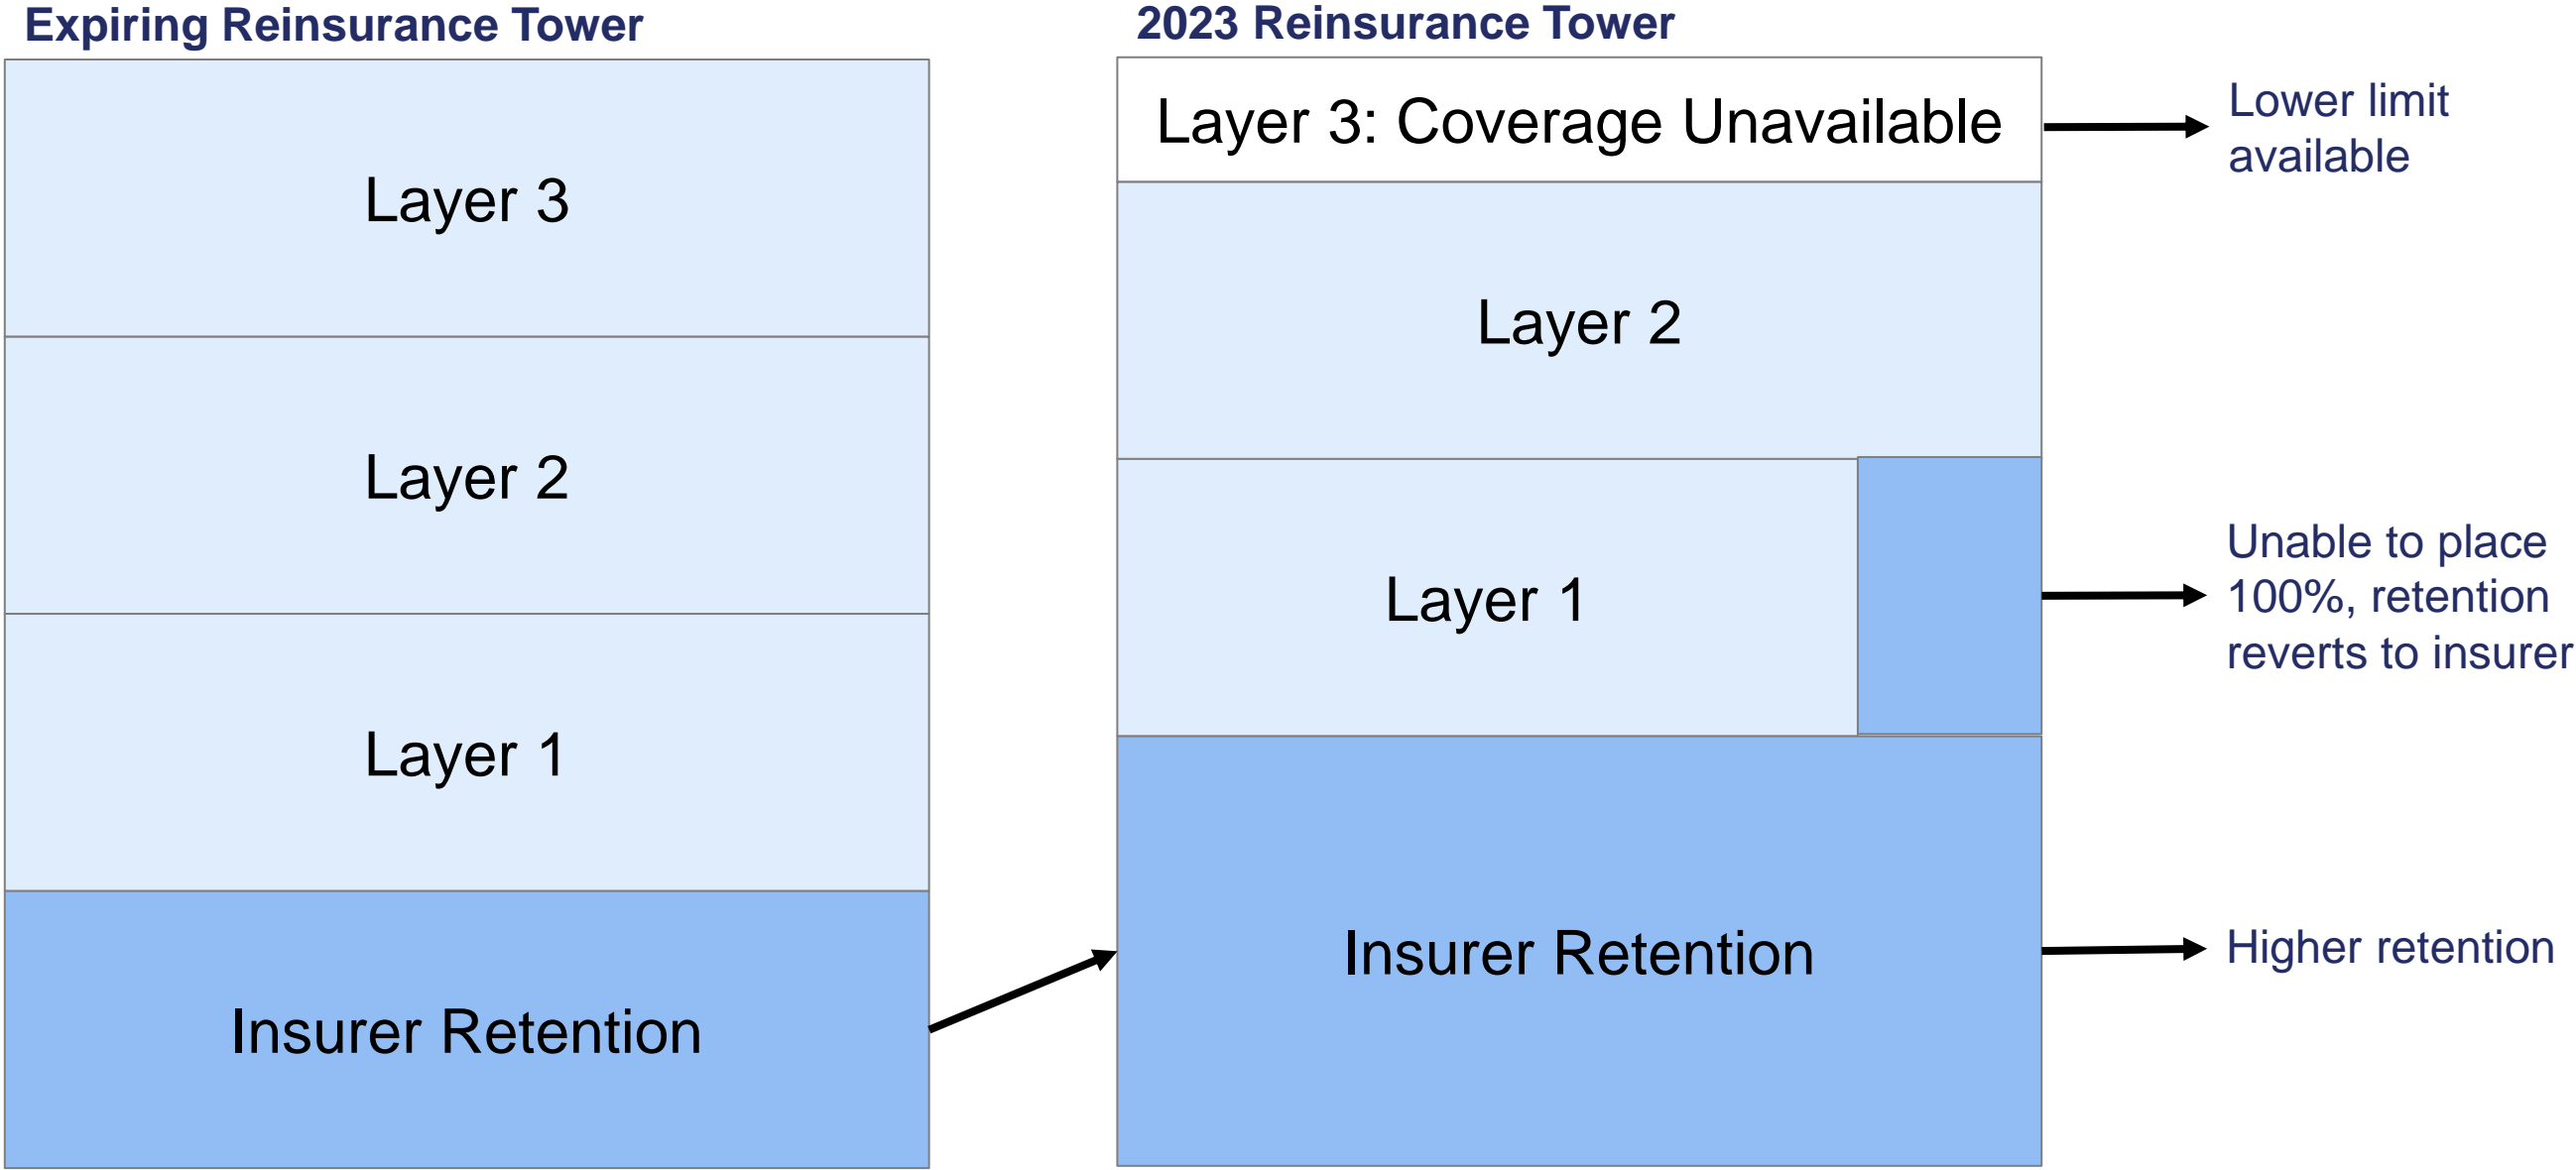 Expiring Reinsurance Tower
Layer 3
Layer 2
Layer 1
Insurer Retention
2023 Reinsurance Tower
Layer 3: Coverage Unavailable
Layer 2
Layer 1
Insurer Retention
Lower limit
available
Unable to place
100%, retention
reverts to insurer
Higher retention